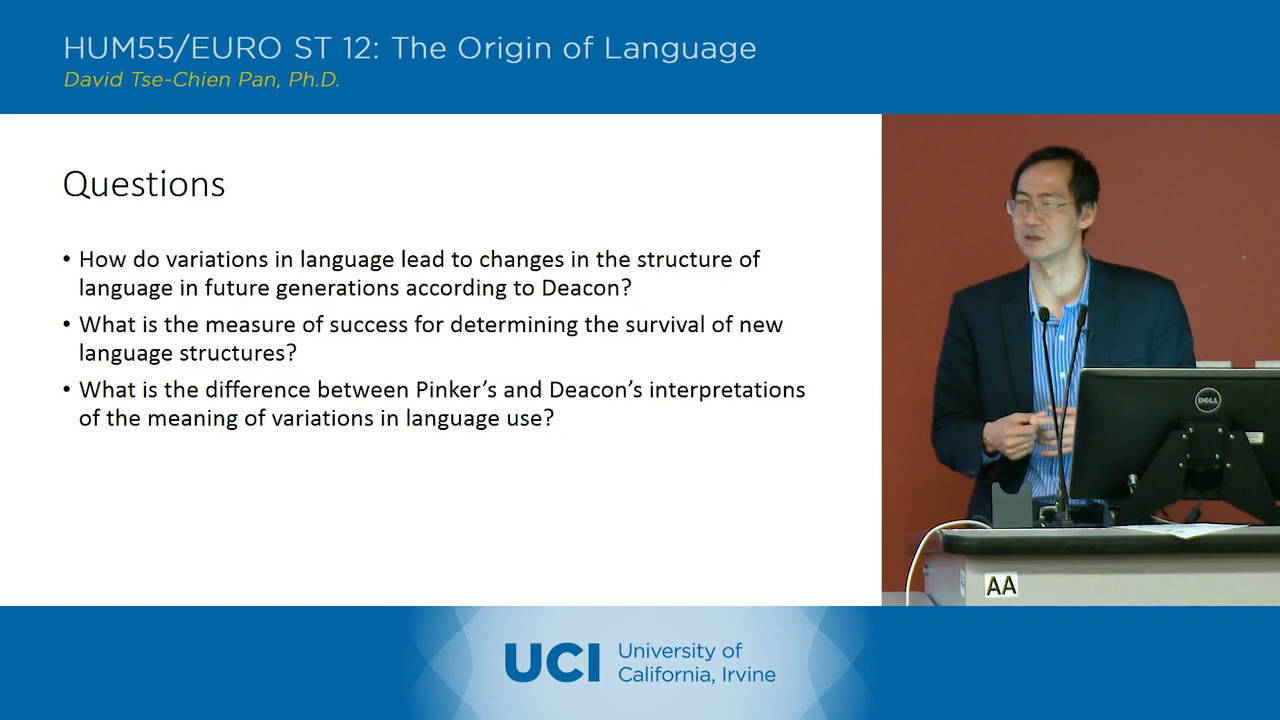 HUM55/EURO ST 12: The Origin of Language
David Tse-Chien Pan, Ph.D.
Questions
• How do variations in language lead to changes in the structure of
language in future generations according to Deacon?
• What is the measure of success for determining the survival of new
language structures?
• What is the difference between Pinker's and Deacon's interpretations
of the meaning of variations in language use?
DELL
AA
UCI
University of
California, Irvine